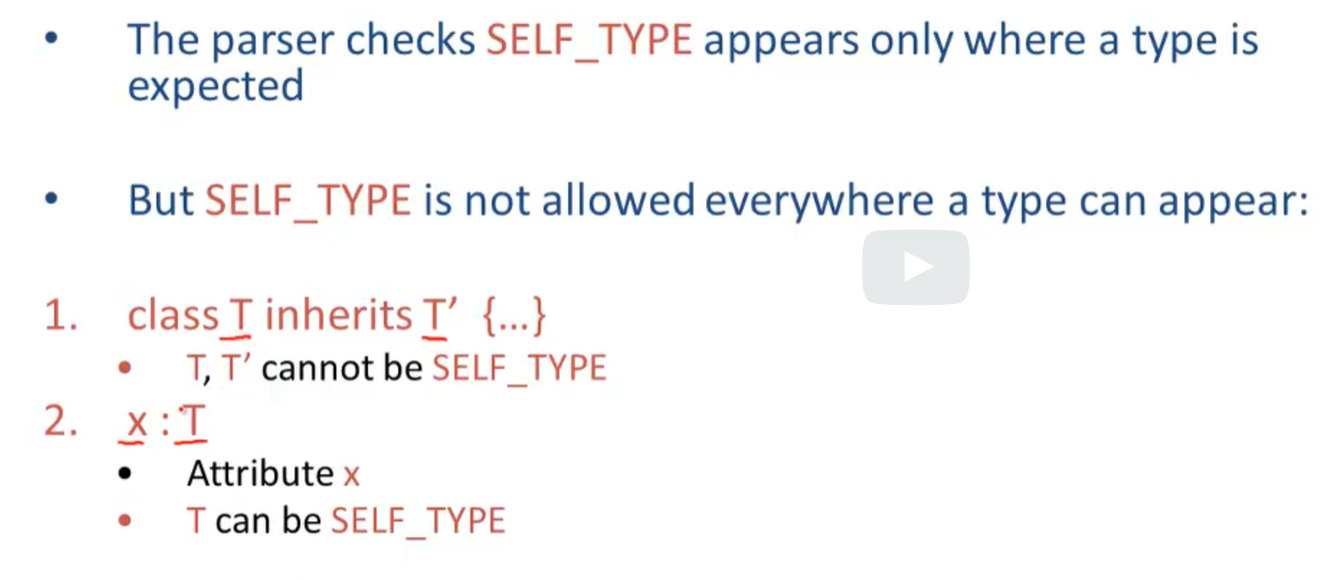 • The parser checks SELF_TYPE appears only where a type is
expected
• But SELF_TYPE is not allowed everywhere a type can appear:
1. class T inherits T’ {...}
• T, T’ cannot be SELF_TYPE
2. x : T
• Attribute x
• T can be SELF_TYPE